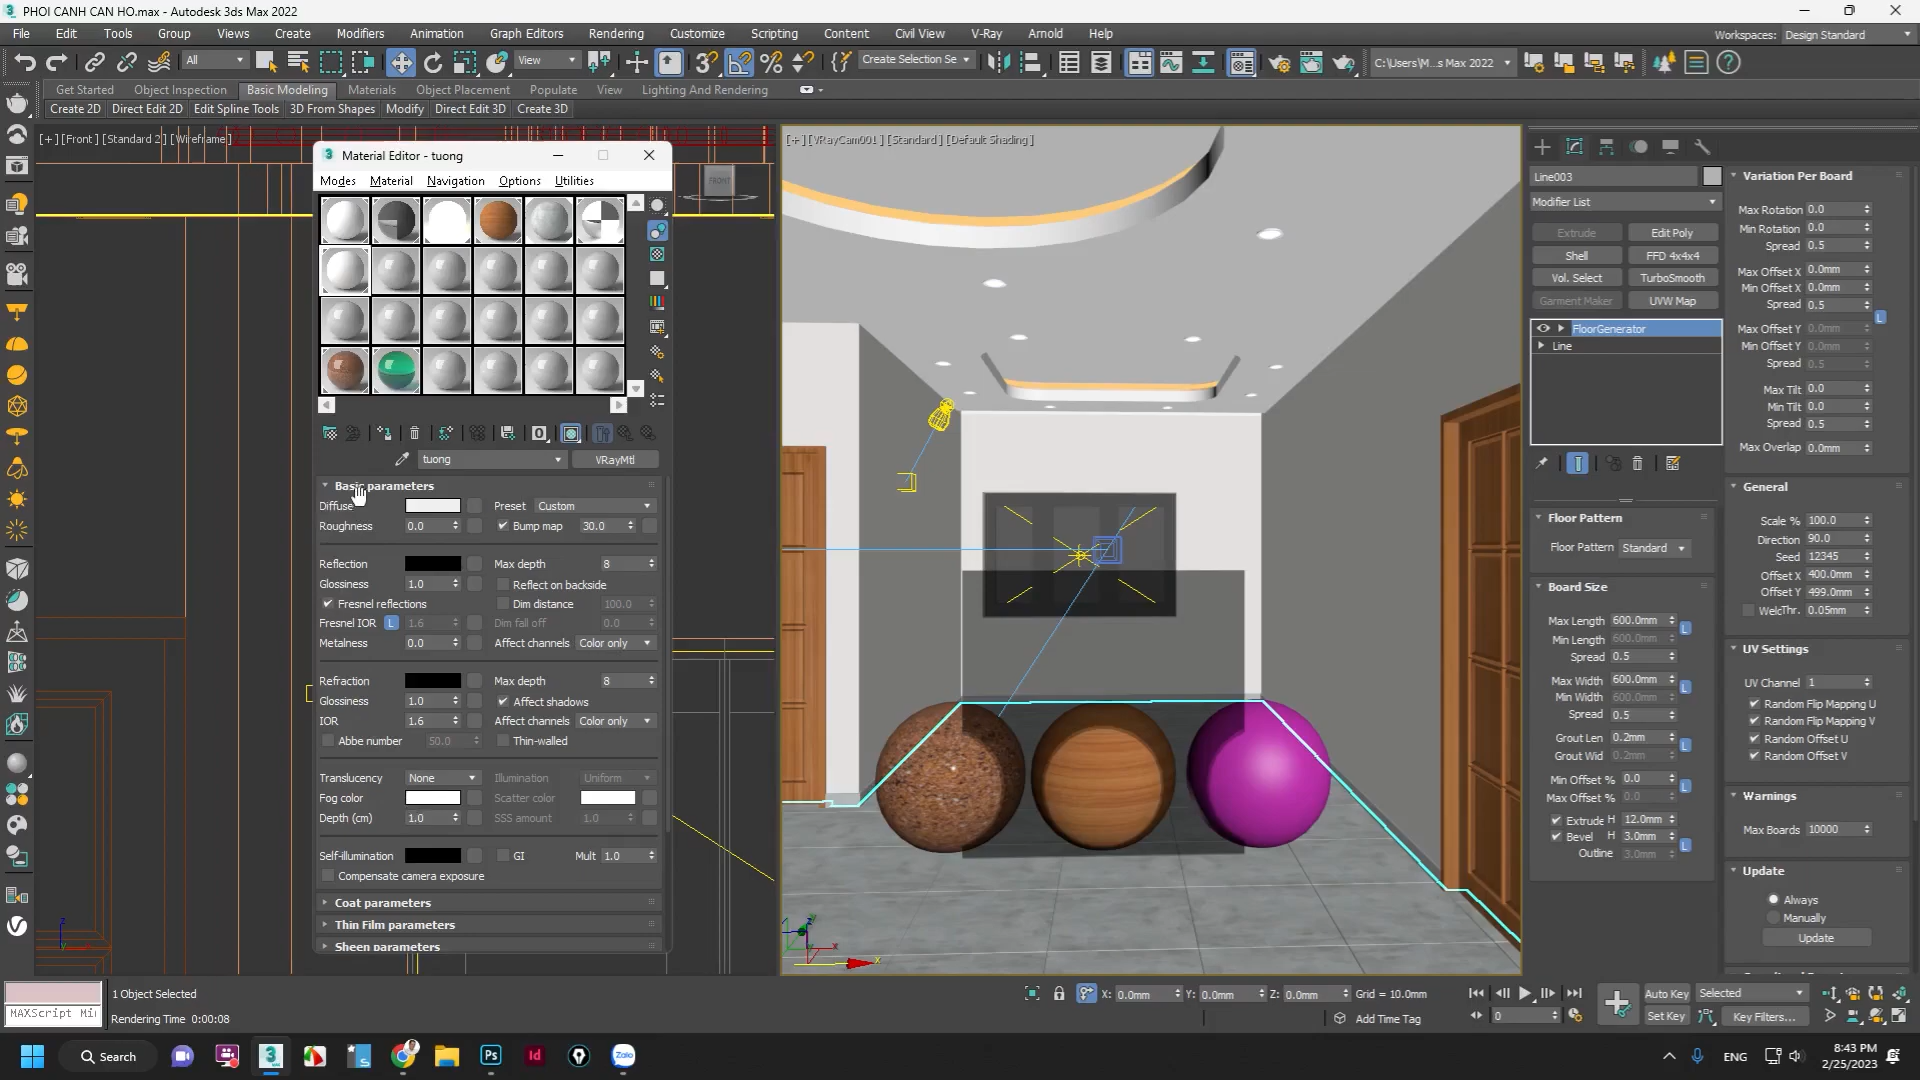 PHOI CANH CAN HO.max - Autodesk 3ds Max 2022
File Edit Tools Group Views Create Modifiers Animation Graph Editors Rendering Customize Scripting Content Civil View V-Ray Arnold Help
Workspaces: Design Standard
All View Create Selection Se C:\Users\M...s Max 2022
Get Started Object Inspection Basic Modeling Materials Object Placement Populate View Lighting And Rendering
Create 2D Direct Edit 2D Edit Spline Tools 3D From Shapes Modify Direct Edit 3D Create 3D
[+] [Front ] [Standard 2 ] [Wireframe ]
[+] [VRayCam001 ] [Standard ] [Default Shading ]
FRONT
Material Editor - tuong
Modes Material Navigation Options Utilities
tuong VRayMtl
Basic parameters
Diffuse Preset Custom
Roughness 0.0 Bump map 30.0
Reflection Max depth 8
Glossiness 1.0 Reflect on backside
Fresnel reflections Dim distance 100.0
Fresnel IOR L 1.6 Dim fall off 0.0
Metalness 0.0 Affect channels Color only
Refraction Max depth 8
Glossiness 1.0 Affect shadows
IOR 1.6 Affect channels Color only
Abbe number 50.0 Thin-walled
Translucency None Illumination Uniform
Fog color Scatter color
Depth (cm) 1.0 SSS amount 1.0
Self-illumination GI Mult 1.0
Compensate camera exposure
Coat parameters
Thin Film parameters
Sheen parameters
Line003
Modifier List
Extrude Edit Poly
Shell FFD 4x4x4
Vol. Select TurboSmooth
Garment Maker UVW Map
FloorGenerator
Line
Floor Pattern
Floor Pattern Standard
Board Size
Max Length 600.0mm L
Min Length 600.0mm
Spread 0.5
Max Width 600.0mm L
Min Width 600.0mm
Spread 0.5
Grout Len 0.2mm L
Grout Wid 0.2mm
Min Offset % 0.0 L
Max Offset % 0.0
Extrude H 12.0mm
Bevel H 3.0mm L
Outline 3.0mm
Variation Per Board
Max Rotation 0.0
Min Rotation 0.0
Spread 0.5
Max Offset X 0.0mm
Min Offset X 0.0mm
Spread 0.5 L
Max Offset Y 0.0mm
Min Offset Y 0.0mm
Spread 0.5
Max Tilt 0.0
Min Tilt 0.0
Spread 0.5
Max Overlap 0.0mm
General
Scale % 100.0
Direction 90.0
Seed 12345
Offset X 400.0mm
Offset Y 499.0mm
WelcThr. 0.05mm
UV Settings
UV Channel 1
Random Flip Mapping U
Random Flip Mapping V
Random Offset U
Random Offset V
Warnings
Max Boards 10000
Update
Always
Manually
Update
1 Object Selected
X: 0.0mm Y: 0.0mm Z: 0.0mm Grid = 10.0mm
Auto Key Selected
MAXScript Mi
Rendering Time 0:00:08
Add Time Tag
0
Set Key Key Filters...
Search
Ps Id Zalo
ENG
8:43 PM
2/25/2023